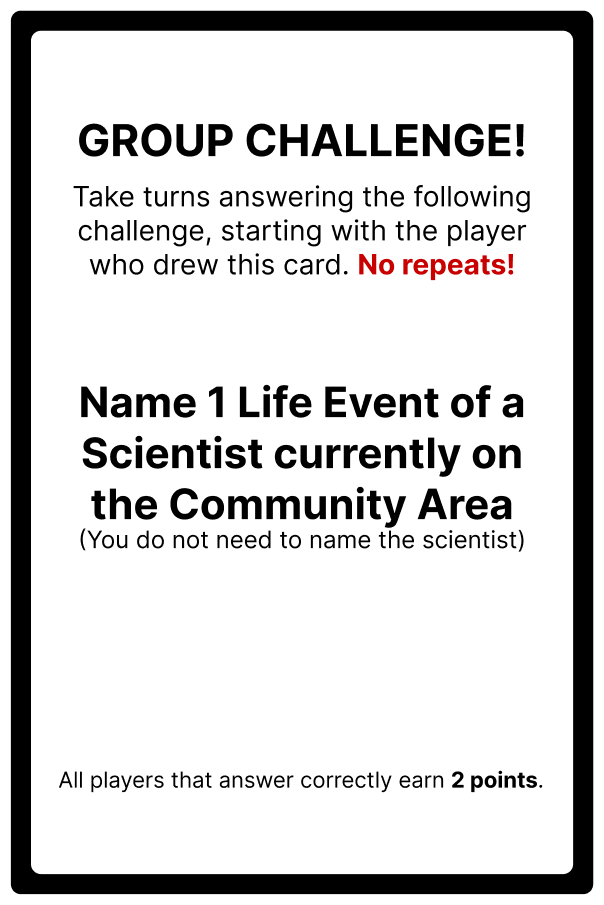 GROUP CHALLENGE!
Take turns answering the following
challenge, starting with the player
who drew this card. No repeats!
Name 1 Life Event of a
Scientist currently on
the Community Area
(You do not need to name the scientist)
All players that answer correctly earn 2 points.